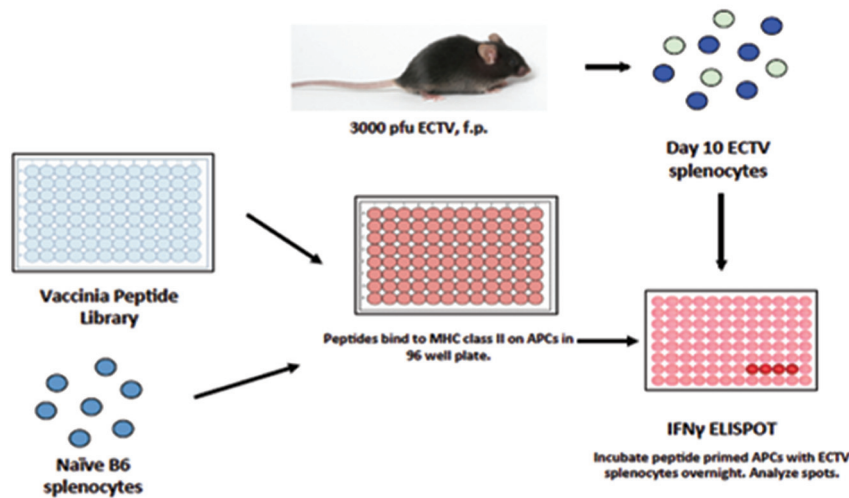 3000 pfu ECTV, f.p.
Day 10 ECTV
splenocytes
Vaccinia Peptide
Library
Peptides bind to MHC class II on APCs in
96 well plate.
Naïve B6
splenocytes
IFNγ ELISPOT
Incubate peptide primed APCs with ECTV
splenocytes overnight. Analyze spots.